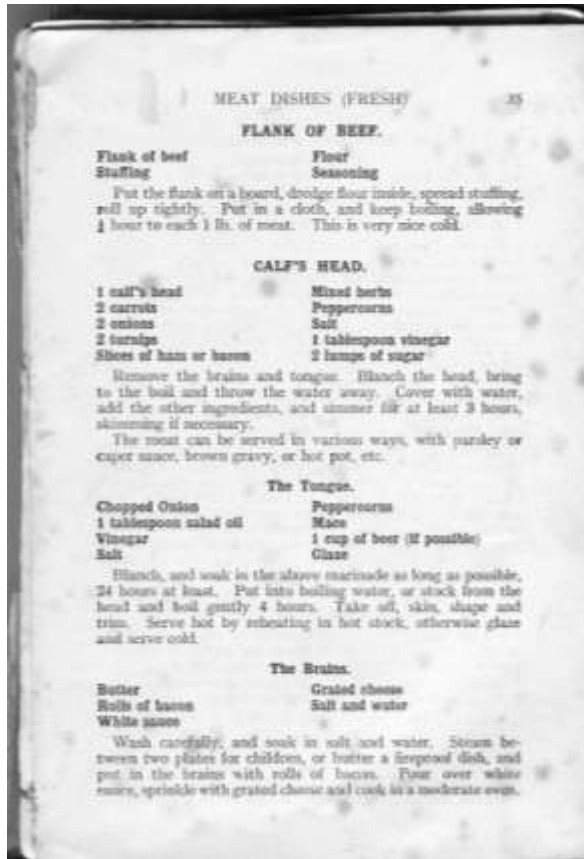 MEAT DISHES (FRESH) 35
FLANK OF BEEF.
Flank of beef Flour
Stuffing Seasoning
Put the flank on a board, dredge flour inside, spread stuffing,
roll up tightly. Put in a cloth, and keep boiling, allowing
hour to each 1 lb. of meat. This is very nice cold.
CALF'S HEAD.
1 calf's head Mixed herbs
2 carrots Peppercorns
2 onions Salt
2 turnips 1 tablespoon vinegar
Slices of ham or bacon 2 lumps of sugar
Remove the brains and tongue. Blanch the head, bring
to the boil and throw the water away. Cover with water,
add the other ingredients, and simmer for at least 3 hours,
skimming if necessary.
The meat can be served in various ways, with parsley or
caper sauce, brown gravy, or hot pot, etc.
The Tongue.
Chopped Onion Peppercorns
1 tablespoon salad oil Mace
Vinegar 1 cup of beer (if possible)
Salt Glaze
Blanch, and soak in the above marinade as long as possible,
24 hours at least. Put into boiling water, or stock from the
head and boil gently 4 hours. Take off, skin, shape and
trim. Serve hot by reheating in hot stock, otherwise glaze
and serve cold.
The Brains.
Butter Grated cheese
Rolls of bacon Salt and water
White sauce
Wash carefully, and soak in salt and water. Steam be-
tween two plates for children, or butter a fireproof dish, and
put in the brains with rolls of bacon. Pour over white
sauce, sprinkle with grated cheese and cook in a moderate oven.